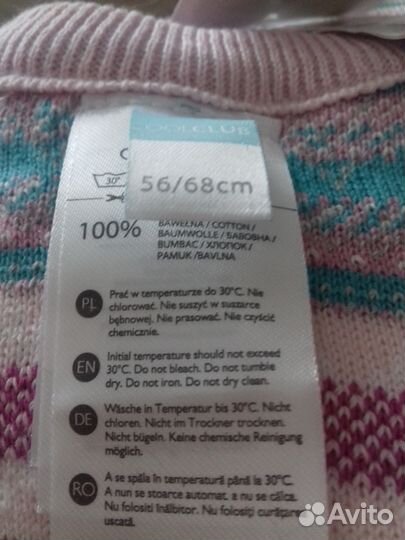 COOLCLUB
30°
56/68cm
100%
BAWEŁNA / COTTON /
BAUMWOLLE / БАВОВНА /
BUMBAC / ХЛОПОК /
PAMUK / BAVLNA
PL
Prać w temperaturze do 30°C. Nie
chlorować. Nie suszyć w suszarce
bębnowej. Nie prasować. Nie czyścić
chemicznie.
EN
Initial temperature should not exceed
30°C. Do not bleach. Do not tumble
dry. Do not iron. Do not dry clean.
DE
Wäsche in Temperatur bis 30°C. Nicht
chloren. Nicht im Trockner trocknen.
Nicht bügeln. Keine chemische Reinigung
möglich.
RO
A se spăla în temperatură până la 30°C.
A nun se stoarce automat, a nu se călca.
Nu folosiți înălbitor. Nu folosiți curățarea
uscată.
Avito